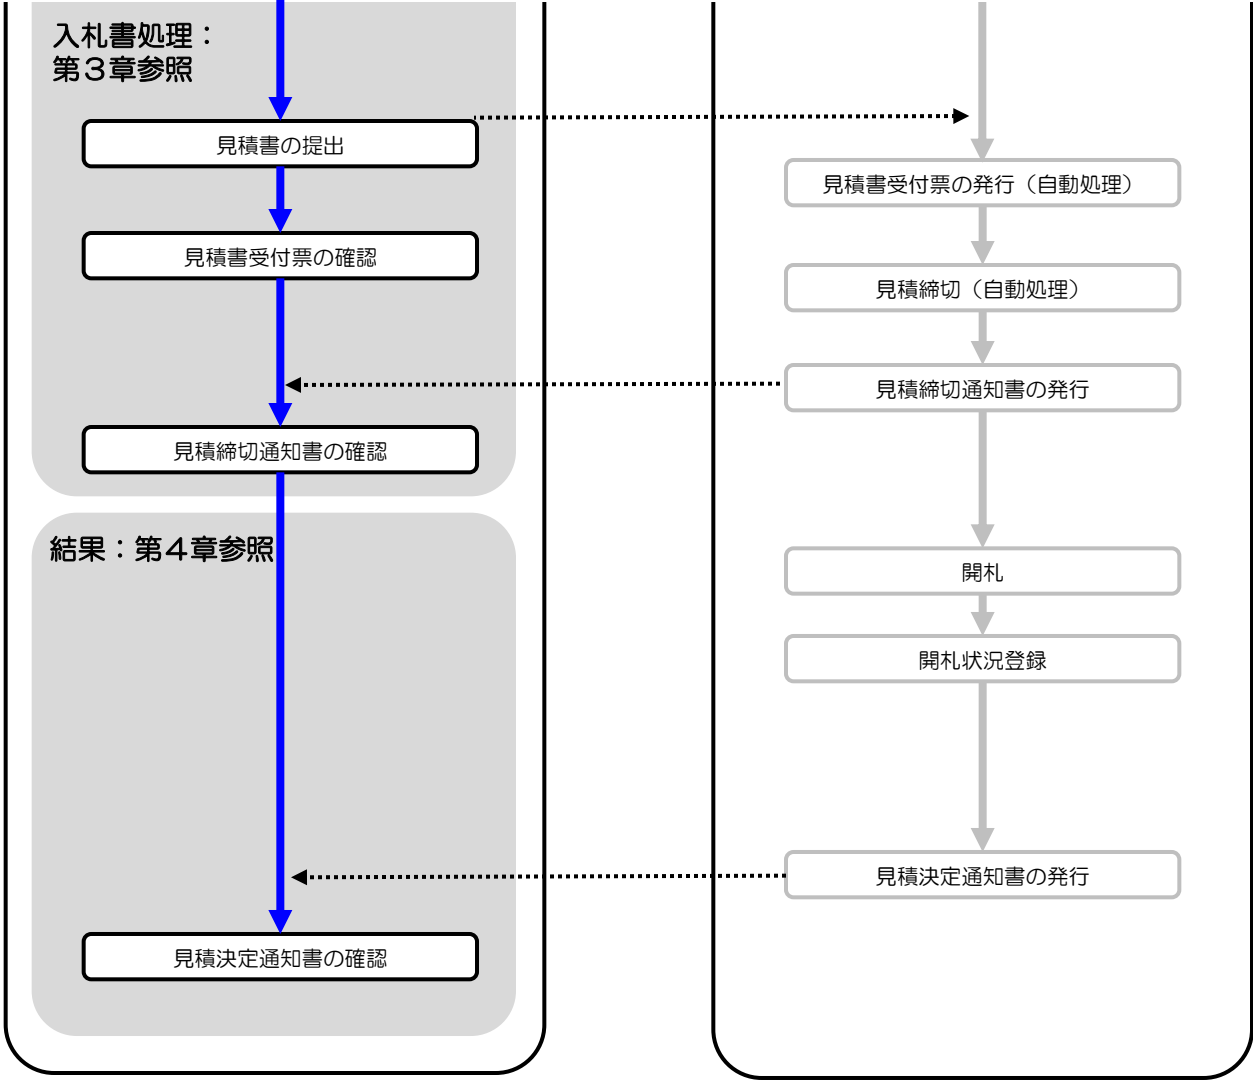 入札書処理：
第３章参照
見積書の提出
見積書受付票の確認
見積締切通知書の確認
結果：第４章参照
見積決定通知書の確認
見積書受付票の発行（自動処理）
見積締切（自動処理）
見積締切通知書の発行
開札
開札状況登録
見積決定通知書の発行